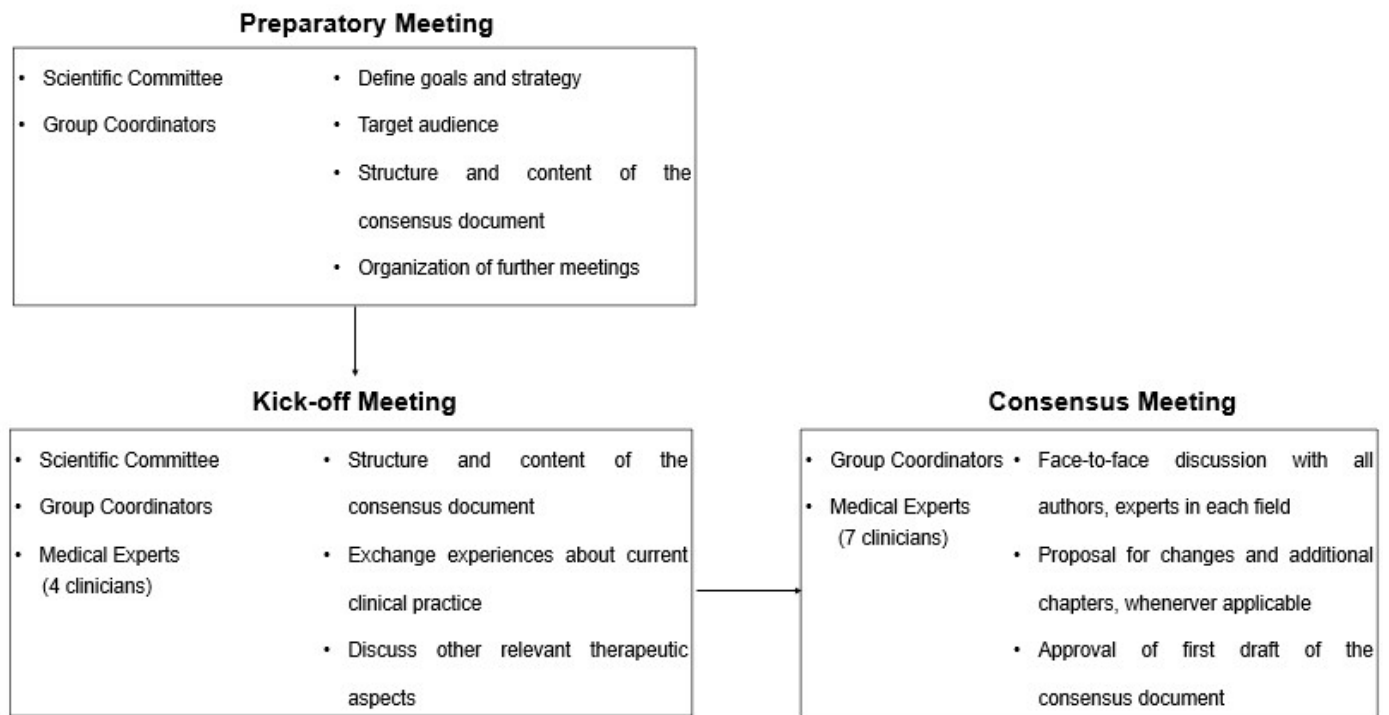 Preparatory Meeting
• Scientific Committee
• Group Coordinators
• Define goals and strategy
• Target audience
• Structure and content of the
consensus document
• Organization of further meetings
Kick-off Meeting
• Scientific Committee
• Group Coordinators
• Medical Experts
(4 clinicians)
• Structure and content of the
consensus document
• Exchange experiences about current
clinical practice
• Discuss other relevant therapeutic
aspects
Consensus Meeting
• Group Coordinators
• Medical Experts
(7 clinicians)
• Face-to-face discussion with all
authors, experts in each field
• Proposal for changes and additional
chapters, whenerver applicable
• Approval of first draft of the
consensus document